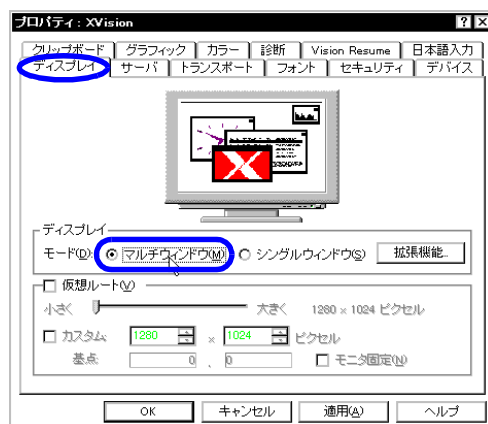 プロパティ : XVision
クリップボード グラフィック カラー 診断 Vision Resume 日本語入力
ディスプレイ サーバ トランスポート フォント セキュリティ デバイス
X
ディスプレイ
モード(D): マルチウィンドウ(M) シングルウィンドウ(S) 拡張機能...
仮想ルート(V)
小さく 大きく 1280 x 1024 ピクセル
カスタム: 1280 x 1024 ピクセル
基点: 0 , 0 モニタ固定(N)
OK キャンセル 適用(A) ヘルプ